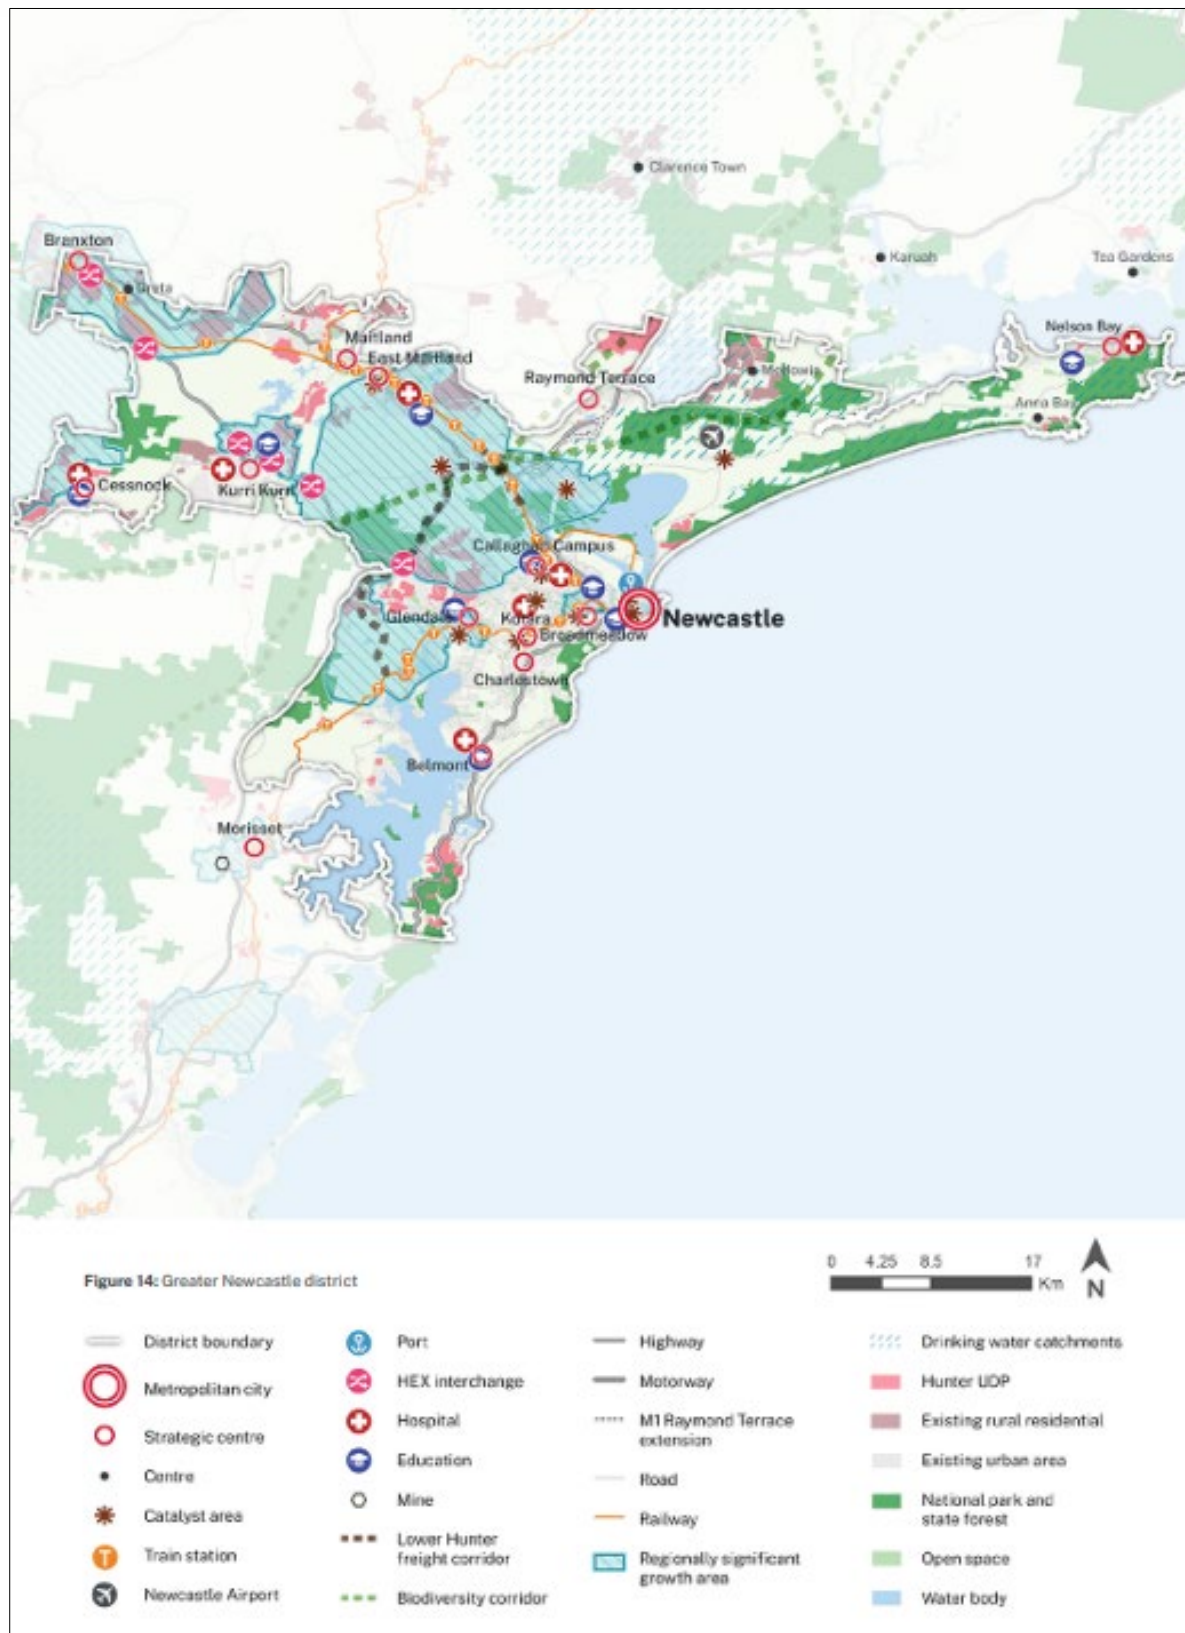 Clarence Town
Branxton
Karuah
Tea Gardens
Greta
Nelson Bay
Maitland
East Maitland
Raymond Terrace
Medowie
Anna Bay
Cessnock
Kurri Kurri
Callaghan Campus
Glendale
Kotara
Newcastle
Broadmeadow
Charlestown
Belmont
Morisset
0 4.25 8.5 17
Km
N
Figure 14: Greater Newcastle district
District boundary
Metropolitan city
Strategic centre
Centre
Catalyst area
Train station
Newcastle Airport
Port
HEX interchange
Hospital
Education
Mine
Lower Hunter
freight corridor
Biodiversity corridor
Highway
Motorway
M1 Raymond Terrace
extension
Road
Railway
Regionally significant
growth area
Drinking water catchments
Hunter UDP
Existing rural residential
Existing urban area
National park and
state forest
Open space
Water body